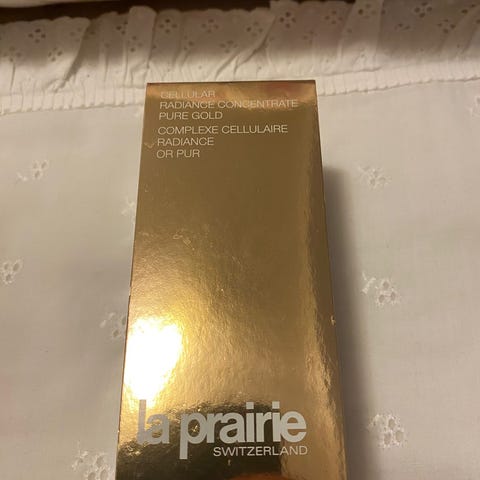 CELLULAR
RADIANCE CONCENTRATE
PURE GOLD
COMPLEXE CELLULAIRE
RADIANCE
OR PUR
la prairie
SWITZERLAND